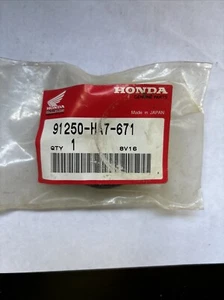 HONDA
Made in JAPAN
91250-HA7-671
QTY 1 8V16